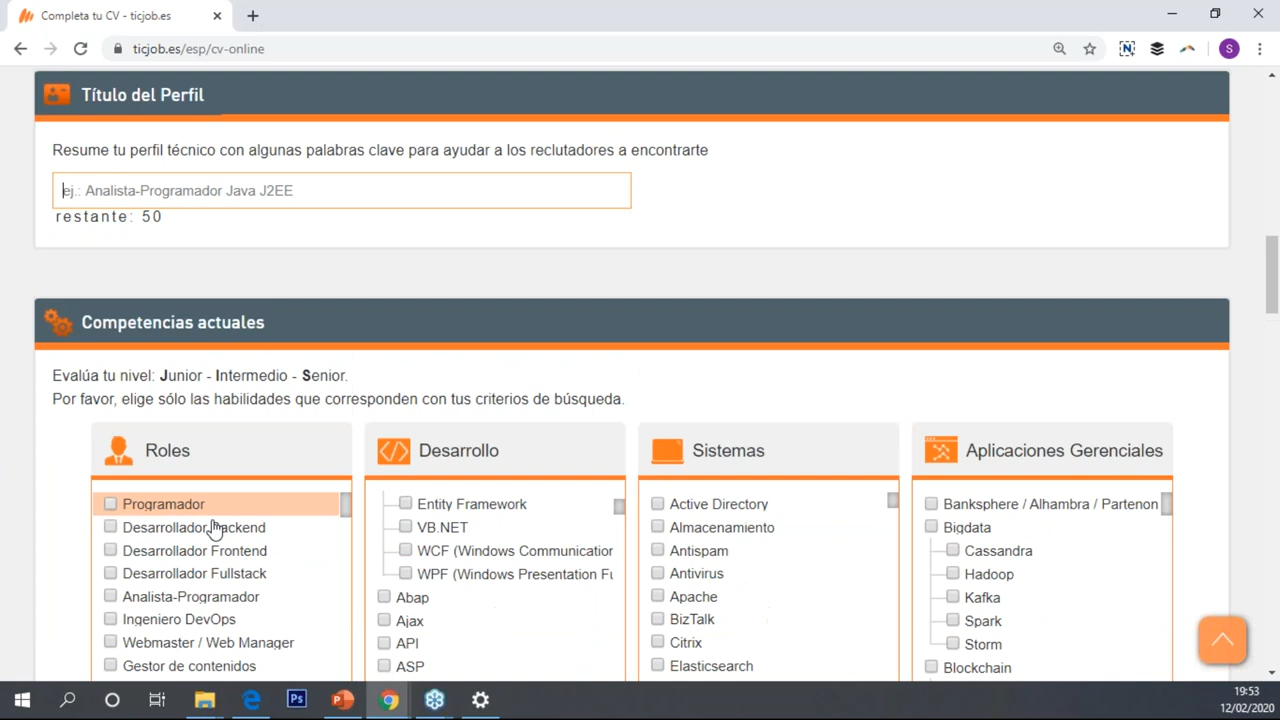 Completa tu CV - ticjob.es
ticjob.es/esp/cv-online
N
S
Título del Perfil
Resume tu perfil técnico con algunas palabras clave para ayudar a los reclutadores a encontrarte
ej.: Analista-Programador Java J2EE
restante: 50
Competencias actuales
Evalúa tu nivel: Junior - Intermedio - Senior.
Por favor, elige sólo las habilidades que corresponden con tus criterios de búsqueda.
Roles
Programador
Desarrollador Backend
Desarrollador Frontend
Desarrollador Fullstack
Analista-Programador
Ingeniero DevOps
Webmaster / Web Manager
Gestor de contenidos
Desarrollo
Entity Framework
VB.NET
WCF (Windows Communication
WPF (Windows Presentation Fu
Abap
Ajax
API
ASP
Sistemas
Active Directory
Almacenamiento
Antispam
Antivirus
Apache
BizTalk
Citrix
Elasticsearch
Aplicaciones Gerenciales
Banksphere / Alhambra / Partenon
Bigdata
Cassandra
Hadoop
Kafka
Spark
Storm
Blockchain
Ps
P
19:53
12/02/2020